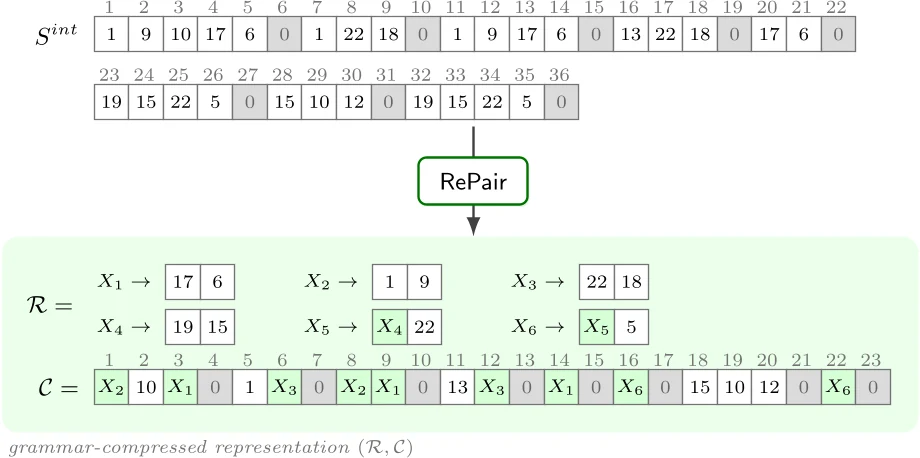 1 2 3 4 5 6 7 8 9 10 11 12 13 14 15 16 17 18 19 20 21 22
S^int 1 9 10 17 6 0 1 22 18 0 1 9 17 6 0 13 22 18 0 17 6 0
23 24 25 26 27 28 29 30 31 32 33 34 35 36
19 15 22 5 0 15 10 12 0 19 15 22 5 0
RePair
X₁ → 17 6 X₂ → 1 9 X₃ → 22 18
ℛ =
X₄ → 19 15 X₅ → X₄ 22 X₆ → X₅ 5
1 2 3 4 5 6 7 8 9 10 11 12 13 14 15 16 17 18 19 20 21 22 23
𝒞 = X₂ 10 X₁ 0 1 X₃ 0 X₂ X₁ 0 13 X₃ 0 X₁ 0 X₆ 0 15 10 12 0 X₆ 0
grammar-compressed representation (ℛ, 𝒞)